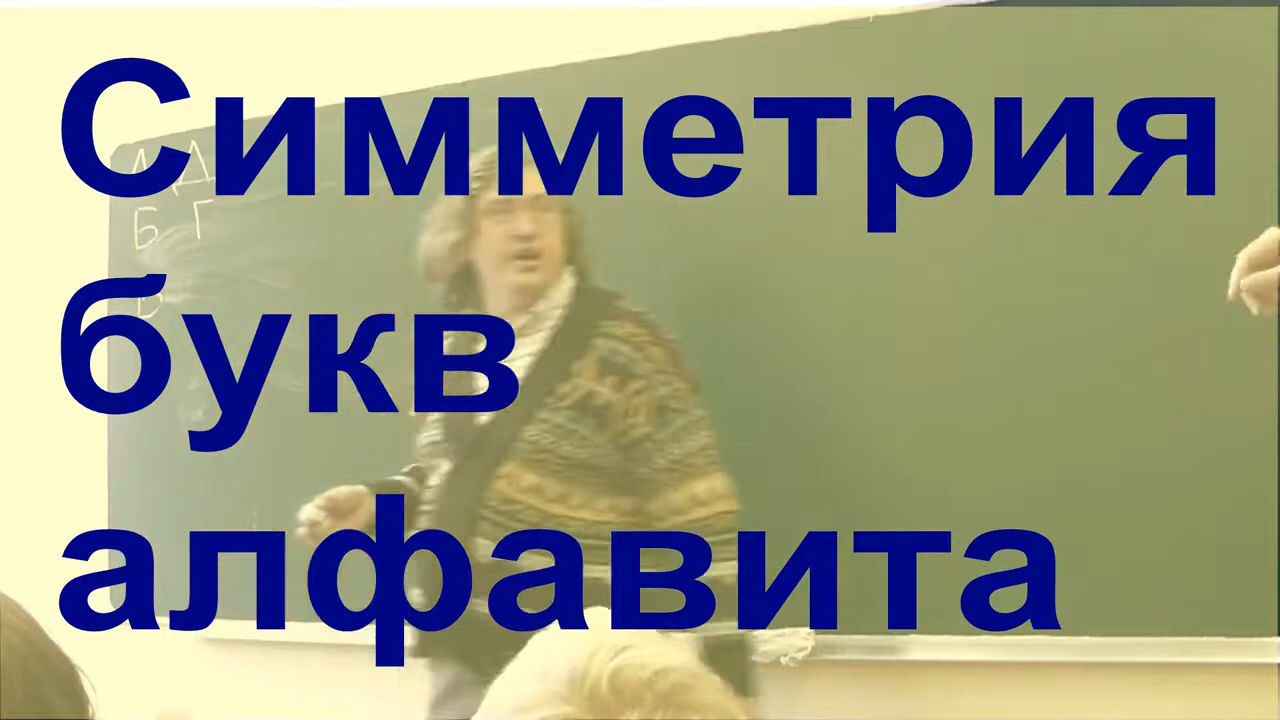 Симметрия
букв
алфавита
Б Г